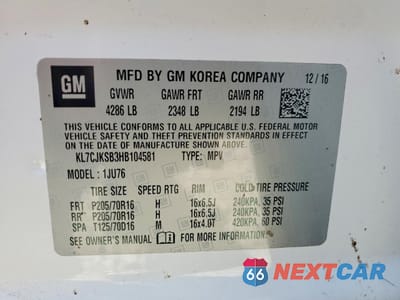 GM
MFD BY GM KOREA COMPANY 12/16
GVWR GAWR FRT GAWR RR
4286 LB 2348 LB 2194 LB
THIS VEHICLE CONFORMS TO ALL APPLICABLE U.S. FEDERAL MOTOR
VEHICLE SAFETY, BUMPER, AND THEFT PREVENTION STANDARDS
IN EFFECT ON THE DATE OF MANUFACTURE SHOWN ABOVE.
KL7CJKSB3HB104581 TYPE: MPV
MODEL: 1JU76
TIRE SIZE SPEED RTG RIM COLD TIRE PRESSURE
FRT P205/70R16 H 16x6.5J 240KPA, 35 PSI
RR P205/70R16 H 16x6.5J 240KPA, 35 PSI
SPA T125/70D16 M 16x4.0T 420KPA, 60 PSI
SEE OWNER'S MANUAL FOR MORE INFORMATION.
66 NEXTCAR